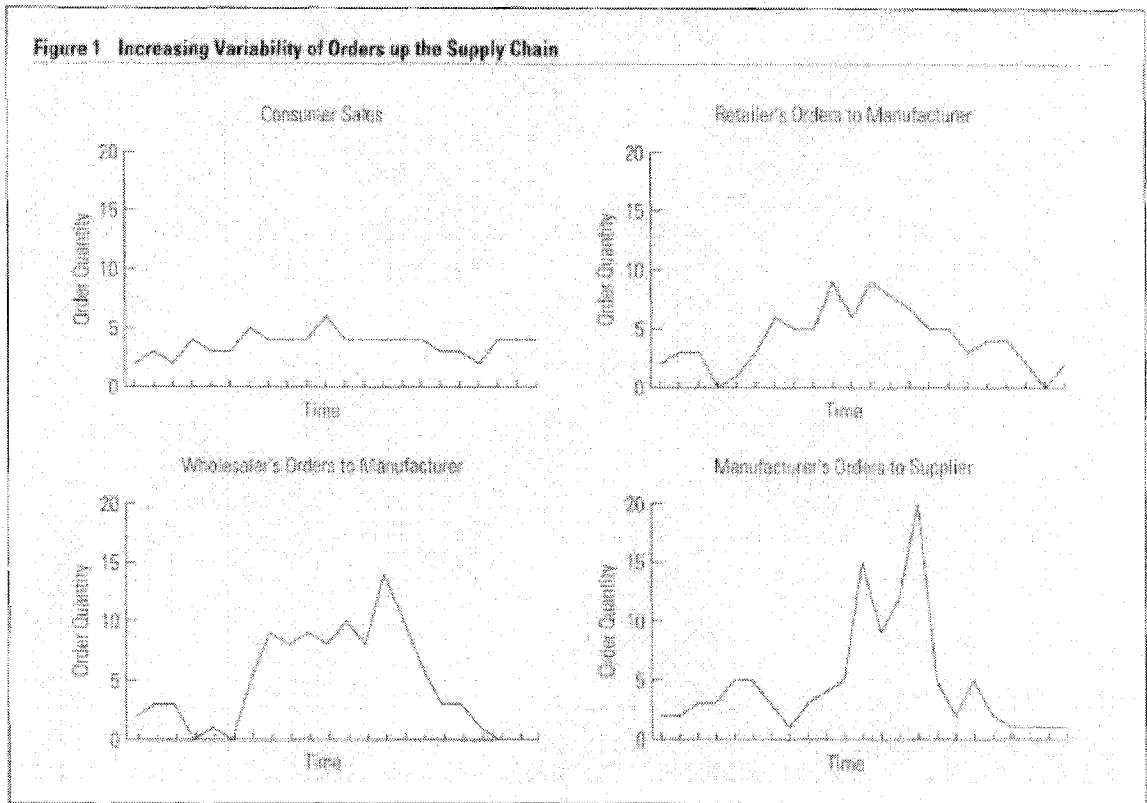 Figure 1 Increasing Variability of Orders up the Supply Chain
Consumer Sales
20
15
10
5
0
Order Quantity
Time
Retailer's Orders to Manufacturer
20
15
10
5
0
Order Quantity
Time
Wholesaler's Orders to Manufacturer
20
15
10
5
0
Order Quantity
Time
Manufacturer's Orders to Supplier
20
15
10
5
0
Order Quantity
Time